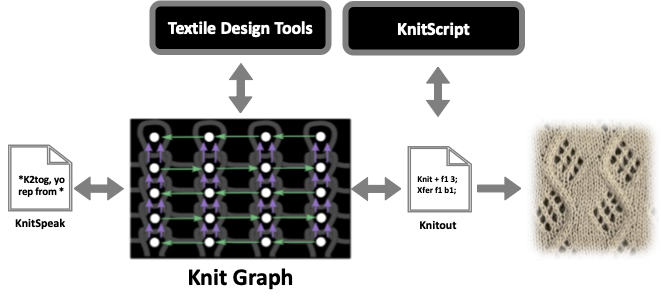 Textile Design Tools
KnitScript
*K2tog, yo
rep from *
KnitSpeak
Knit + f1 3;
Xfer f1 b1;
Knitout
Knit Graph